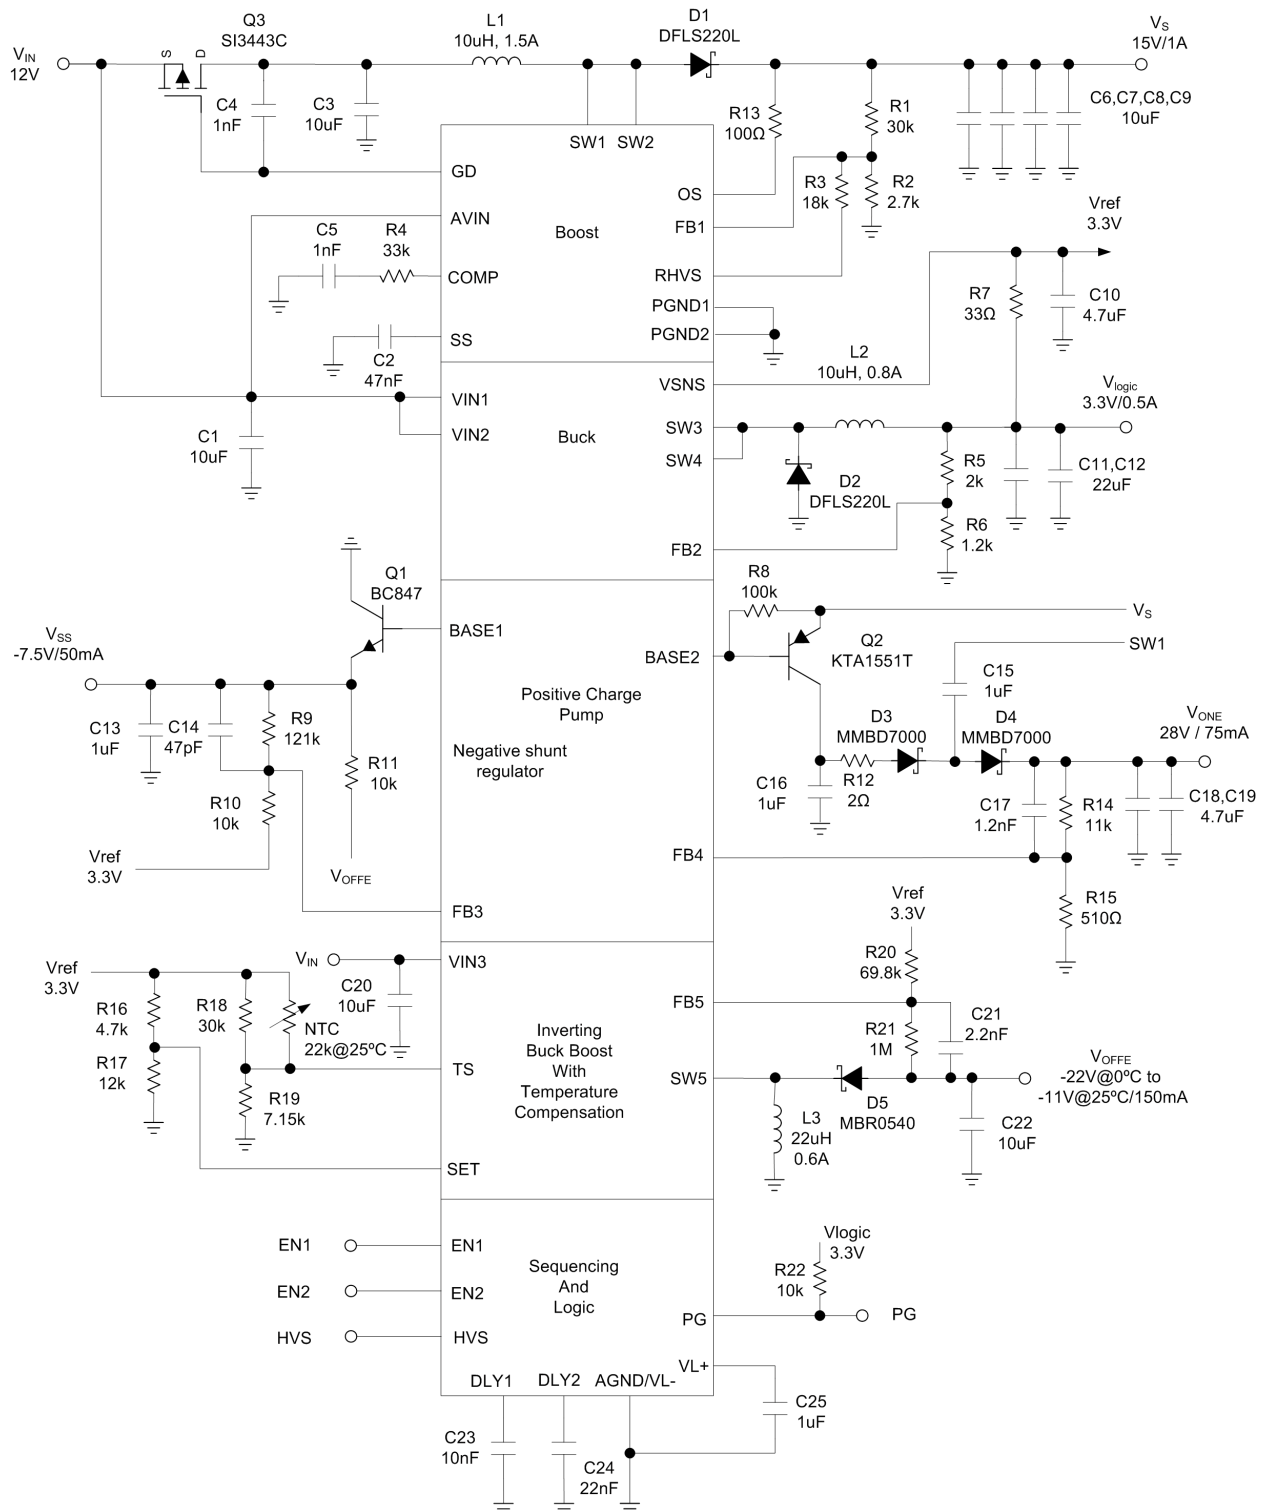 Q3
SI3443C
S
D
L1
10uH, 1.5A
D1
DFLS220L
V_S
15V/1A
V_IN
12V
C4
1nF
C3
10uF
R13
100Ω
R1
30k
C6,C7,C8,C9
10uF
SW1 SW2
GD
OS
R3
18k
R2
2.7k
Vref
3.3V
AVIN
FB1
C5
1nF
R4
33k
Boost
COMP
RHVS
R7
33Ω
C10
4.7uF
PGND1
SS
PGND2
C2
47nF
L2
10uH, 0.8A
VSNS
V_logic
3.3V/0.5A
VIN1
C1
10uF
VIN2
Buck
SW3
SW4
D2
DFLS220L
R5
2k
C11,C12
22uF
R6
1.2k
FB2
Q1
BC847
R8
100k
V_S
BASE1
V_SS
-7.5V/50mA
BASE2
Q2
KTA1551T
SW1
C15
1uF
Positive Charge
Pump
Negative shunt
regulator
C13
1uF
C14
47pF
R9
121k
R11
10k
R10
10k
D3
MMBD7000
D4
MMBD7000
V_ONE
28V / 75mA
C16
1uF
R12
2Ω
C17
1.2nF
R14
11k
C18,C19
4.7uF
Vref
3.3V
V_OFFE
FB4
FB3
R15
510Ω
Vref
3.3V
V_IN
VIN3
Vref
3.3V
R20
69.8k
R16
4.7k
R18
30k
NTC
22k@25ºC
C20
10uF
FB5
R21
1M
C21
2.2nF
Inverting
Buck Boost
With
Temperature
Compensation
R17
12k
TS
SW5
V_OFFE
-22V@0ºC to
-11V@25ºC/150mA
R19
7.15k
L3
22uH
0.6A
D5
MBR0540
C22
10uF
SET
EN1
EN1
Vlogic
3.3V
Sequencing
And
Logic
R22
10k
EN2
EN2
PG
PG
HVS
HVS
VL+
DLY1 DLY2 AGND/VL-
C25
1uF
C23
10nF
C24
22nF